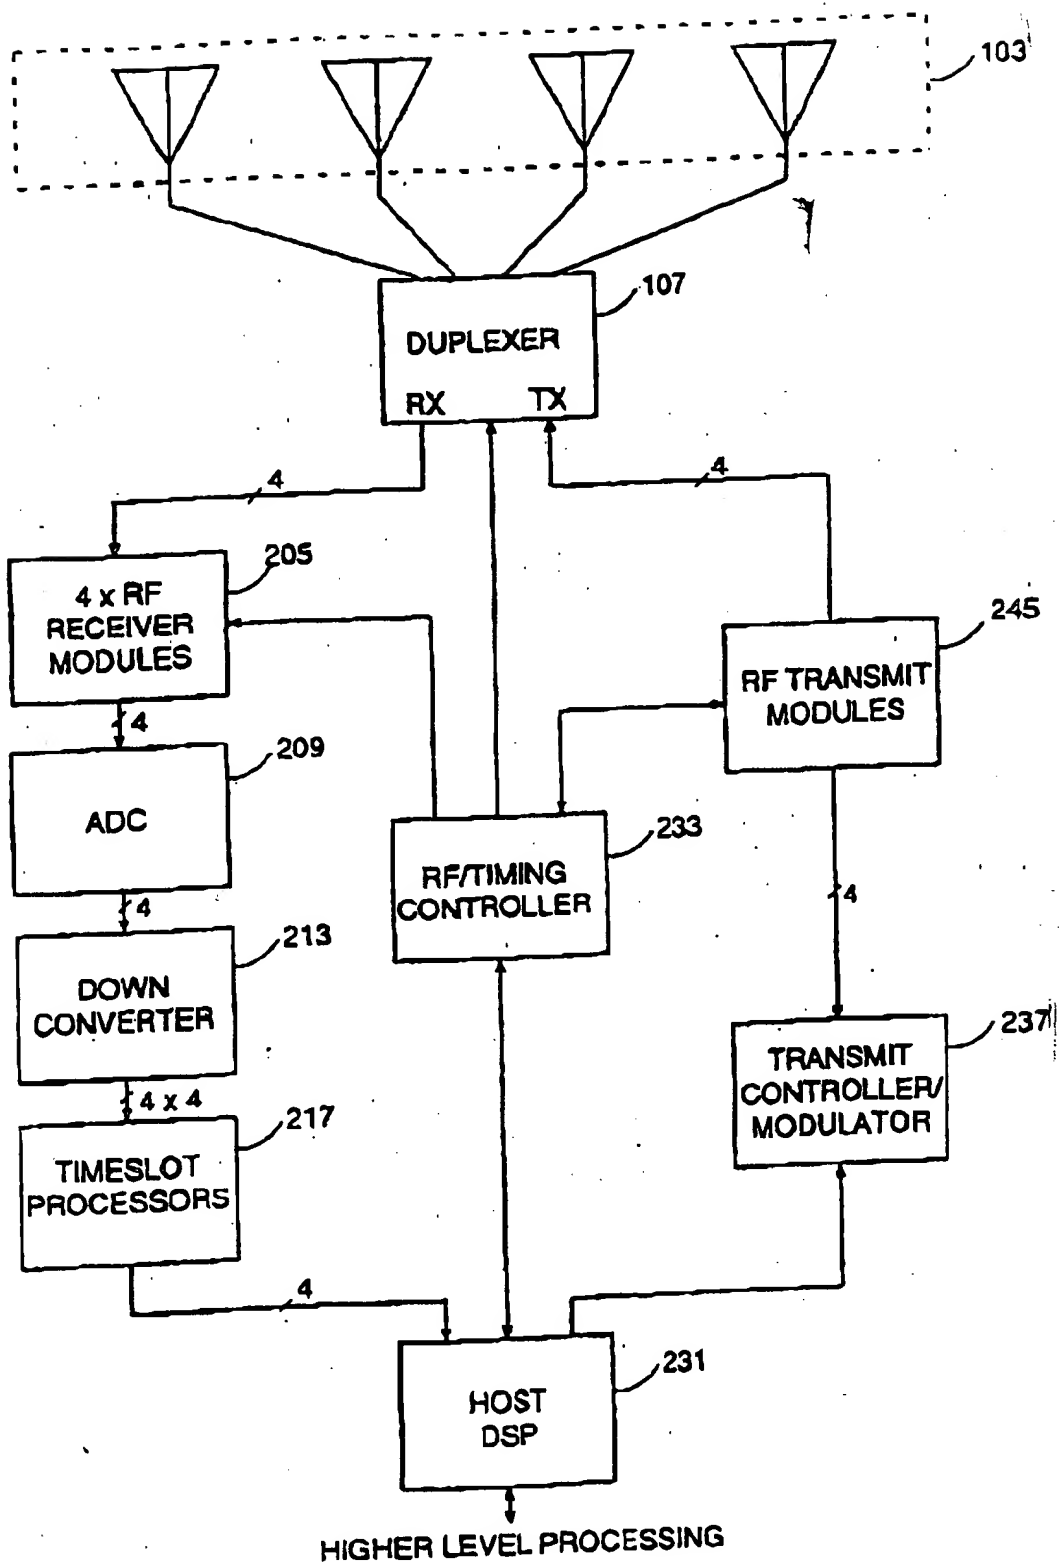 103
107
DUPLEXER
RX
TX
4
4
205
4 x RF
RECEIVER
MODULES
245
RF TRANSMIT
MODULES
4
209
ADC
233
RF/TIMING
CONTROLLER
4
4
213
DOWN
CONVERTER
237
TRANSMIT
CONTROLLER/
MODULATOR
4 x 4
217
TIMESLOT
PROCESSORS
4
231
HOST
DSP
HIGHER LEVEL PROCESSING